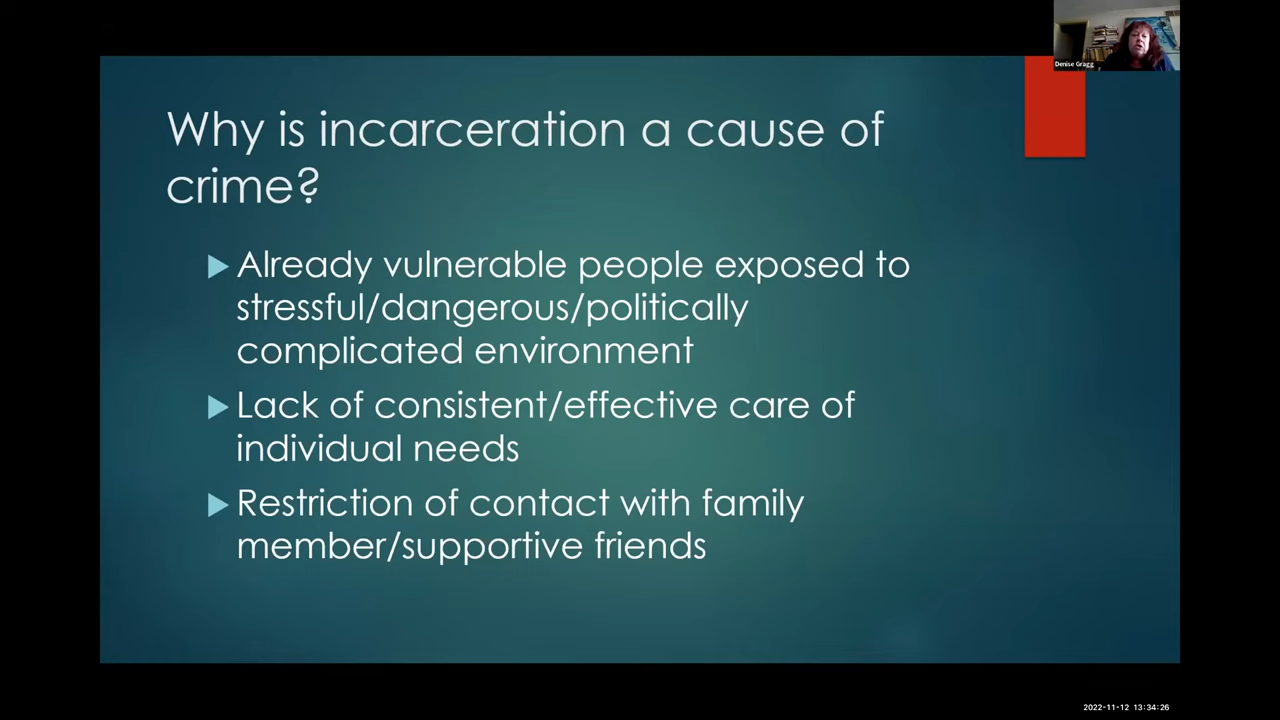 Denise Gragg
Why is incarceration a cause of
crime?
Already vulnerable people exposed to
stressful/dangerous/politically
complicated environment
Lack of consistent/effective care of
individual needs
Restriction of contact with family
member/supportive friends
2022-11-12 13:34:26